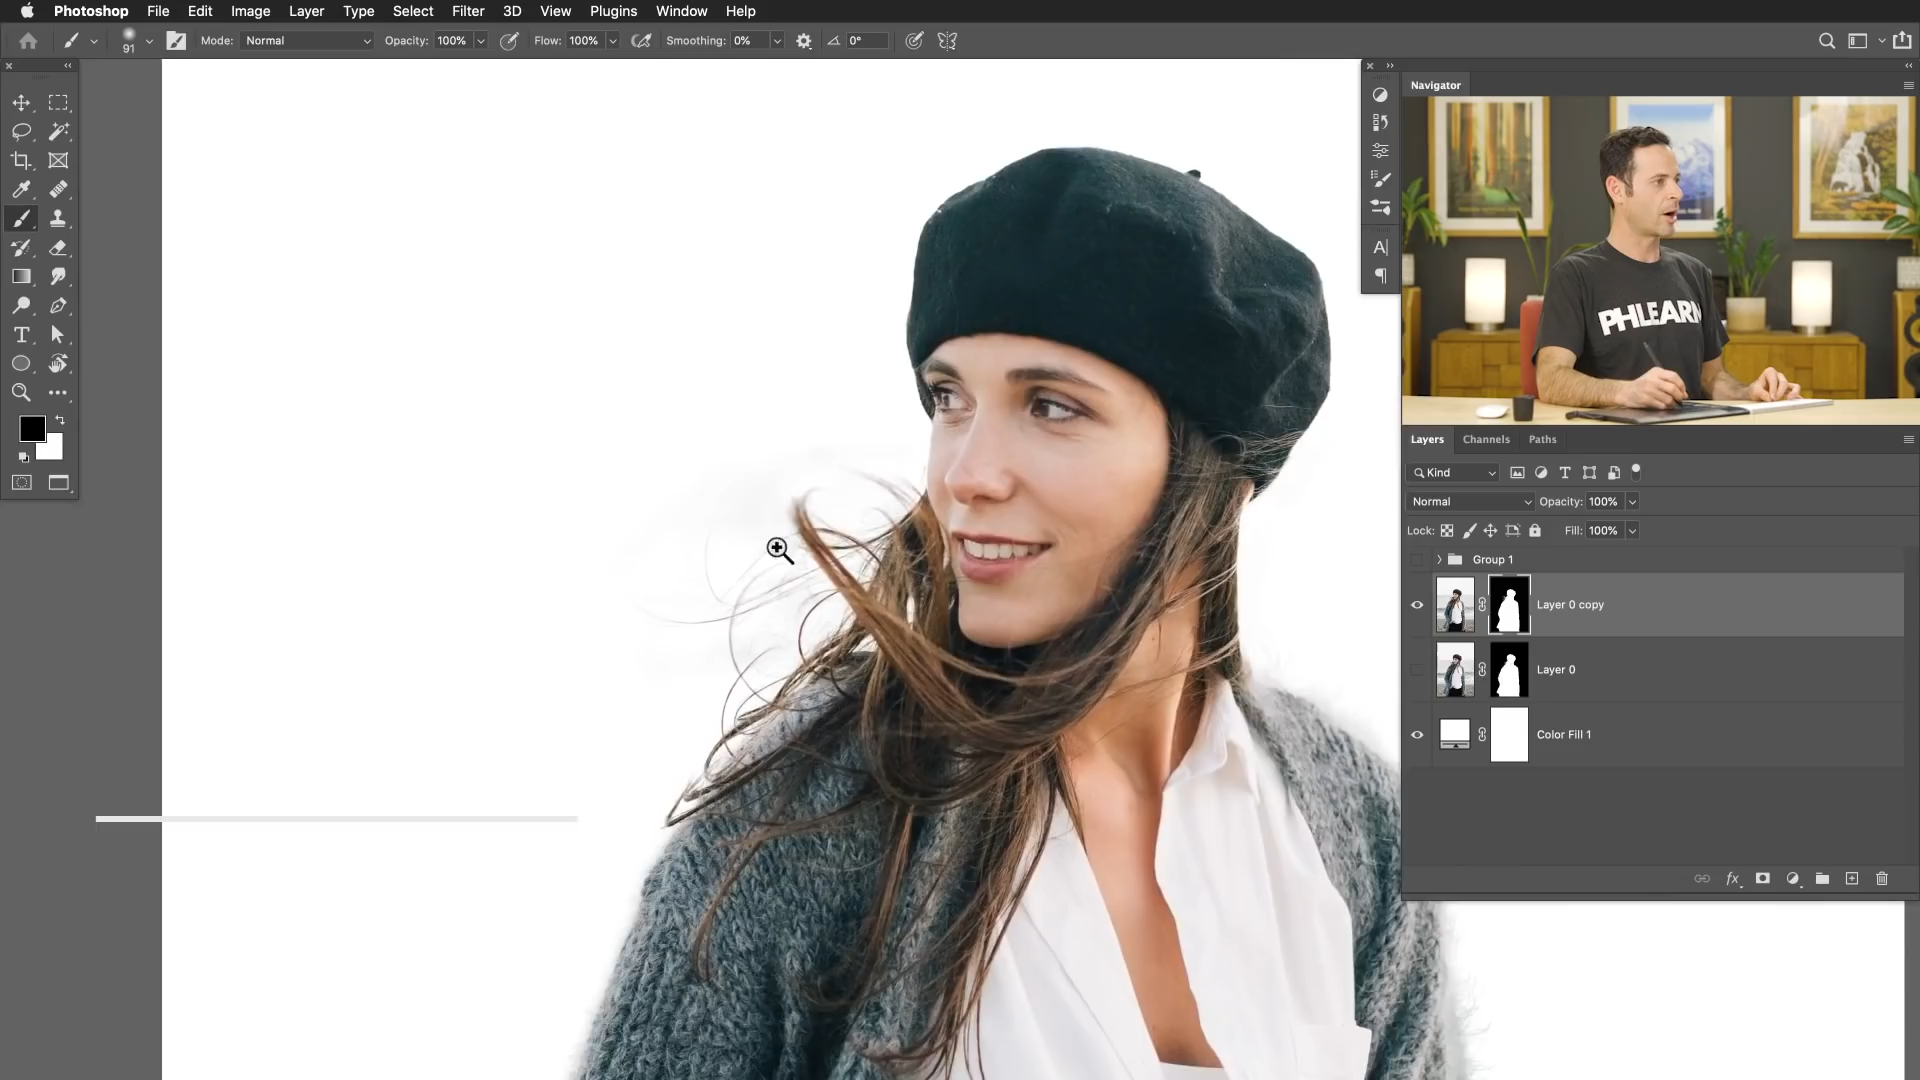 Photoshop File Edit Image Layer Type Select Filter 3D View Plugins Window Help
91 Mode: Normal Opacity: 100% Flow: 100% Smoothing: 0% 0°
Navigator
PHLEARN
Layers Channels Paths
Kind
Normal Opacity: 100%
Lock: Fill: 100%
Group 1
Layer 0 copy
Layer 0
Color Fill 1